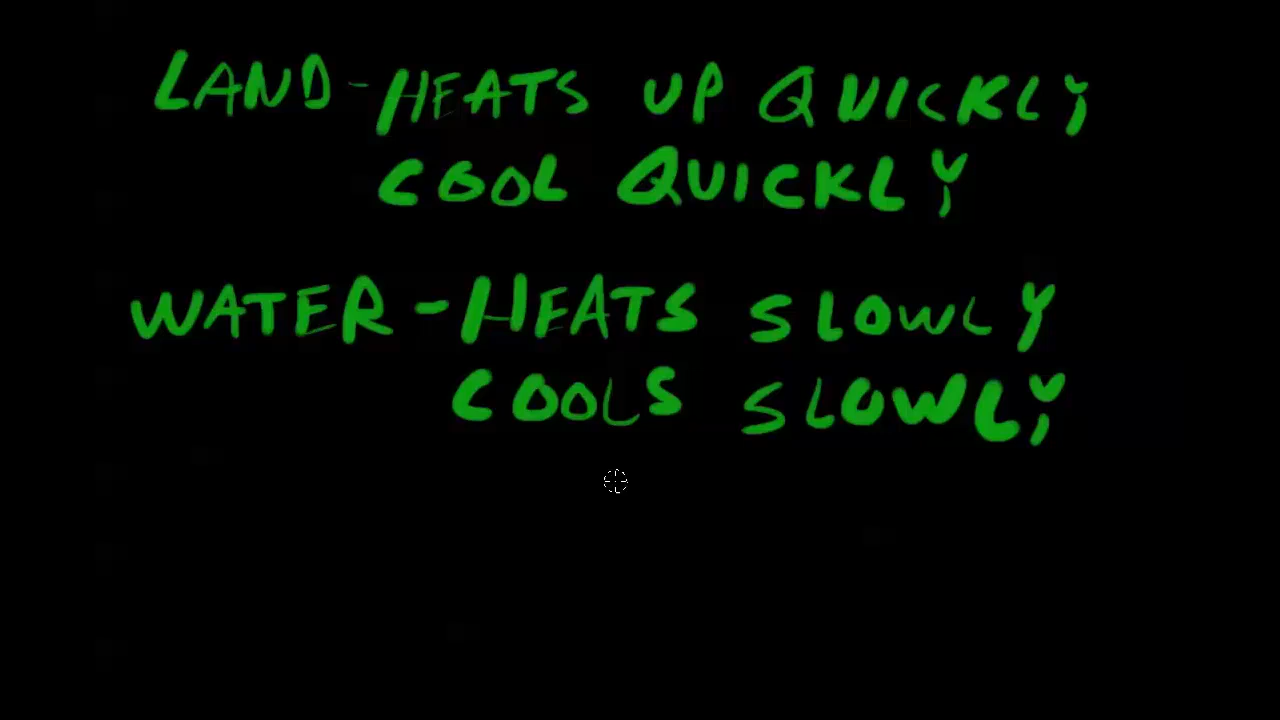 LAND-HEATS UP QUICKLY
COOL QUICKLY
WATER-HEATS SLOWLY
COOLS SLOWLY